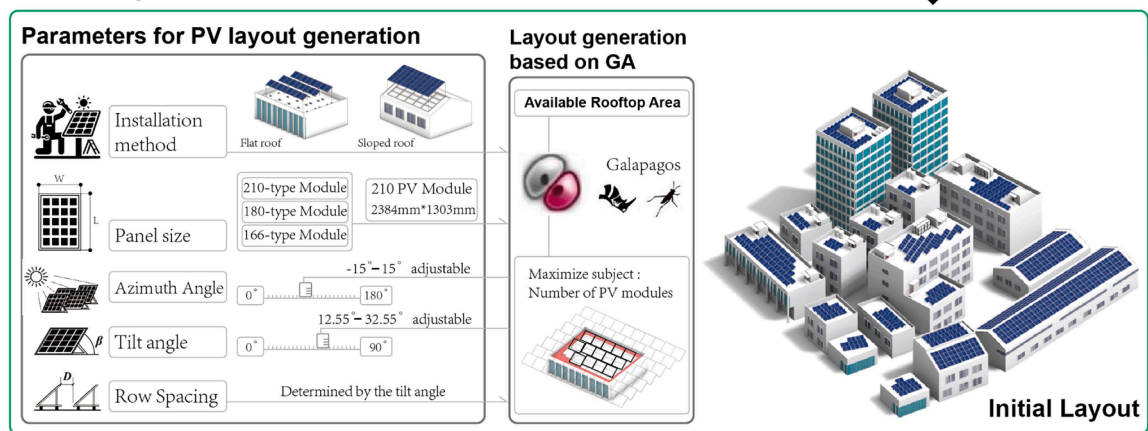 Parameters for PV layout generation
Installation
method
Flat roof
Sloped roof
W
L
Panel size
210-type Module
180-type Module
166-type Module
210 PV Module
2384mm*1303mm
Azimuth Angle
-15°–15° adjustable
0°
180°
β
Tilt angle
12.55°–32.55° adjustable
0°
90°
D
Row Spacing
Determined by the tilt angle
Layout generation
based on GA
Available Rooftop Area
Galapagos
Maximize subject :
Number of PV modules
Initial Layout